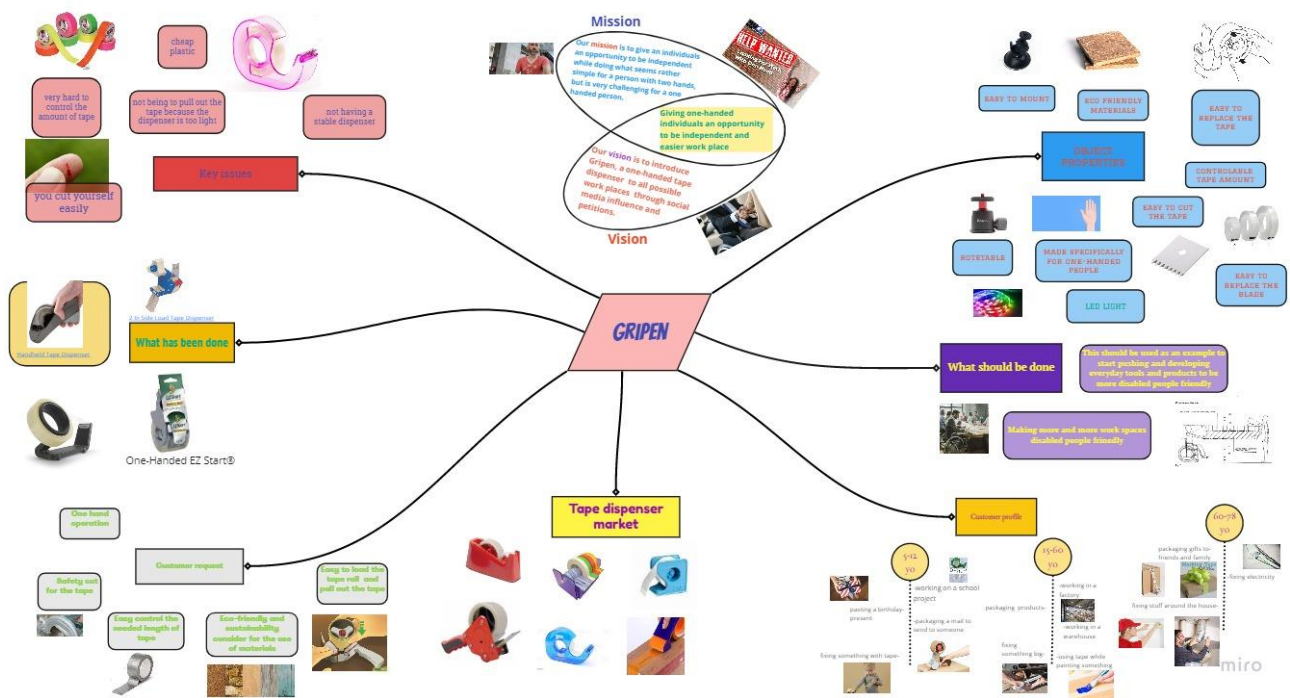 Mission
Our mission is to give an individuals
an opportunity to be independent
while doing what seems rather
simple for a person with two hands,
but is very challenging for a one
handed person.
HELP WANTED
Giving one-handed
individuals an opportunity
to be independent and
easier work place
Our vision is to introduce
Gripen, a one-handed tape
dispenser to all possible
work places through social
media influence and
petitions.
Vision
cheap
plastic
very hard to
control the
amount of tape
not being to pull out the
tape because the
dispenser is too light
not having a
stable dispenser
you cut yourself
easily
Key issues
EASY TO MOUNT
ECO FRIENDLY
MATERIALS
EASY TO
REPLACE THE
TAPE
OBJECT
PROPERTIES
CONTROLABLE
TAPE AMOUNT
EASY TO CUT
THE TAPE
ROTETABLE
MADE SPECIFICALLY
FOR ONE-HANDED
PEOPLE
EASY TO
REPLACE THE
BLADE
LED LIGHT
GRIPEN
2 In Side Load Tape Dispenser
Handheld Tape Dispenser
What has been done
One-Handed EZ Start®
What should be done
This should be used as an example to
start pushing and developing
everyday tools and products to be
more disabled people friendly
Making more and more work spaces
disabled people frinedly
One hand
operation
Customer request
Safety cut
for the tape
Easy control the
needed length of
tape
Eco-friendly and
sustainability
consider for the use
of materials
Easy to load the
tape roll and
pull out the tape
Tape dispenser
market
Customer profile
5-12
yo
-working on a school
project
pasting a birthday-
present
-packaging a mail to
send to someone
fixing something with tape-
15-60
yo
-working in a
factory
packaging products-
-working in a
warehouse
fixing
something big-
-using tape while
painting something
60-78
yo
packaging gifts to-
friends and family
-fixing electricity
fixing stuff around the house-
miro